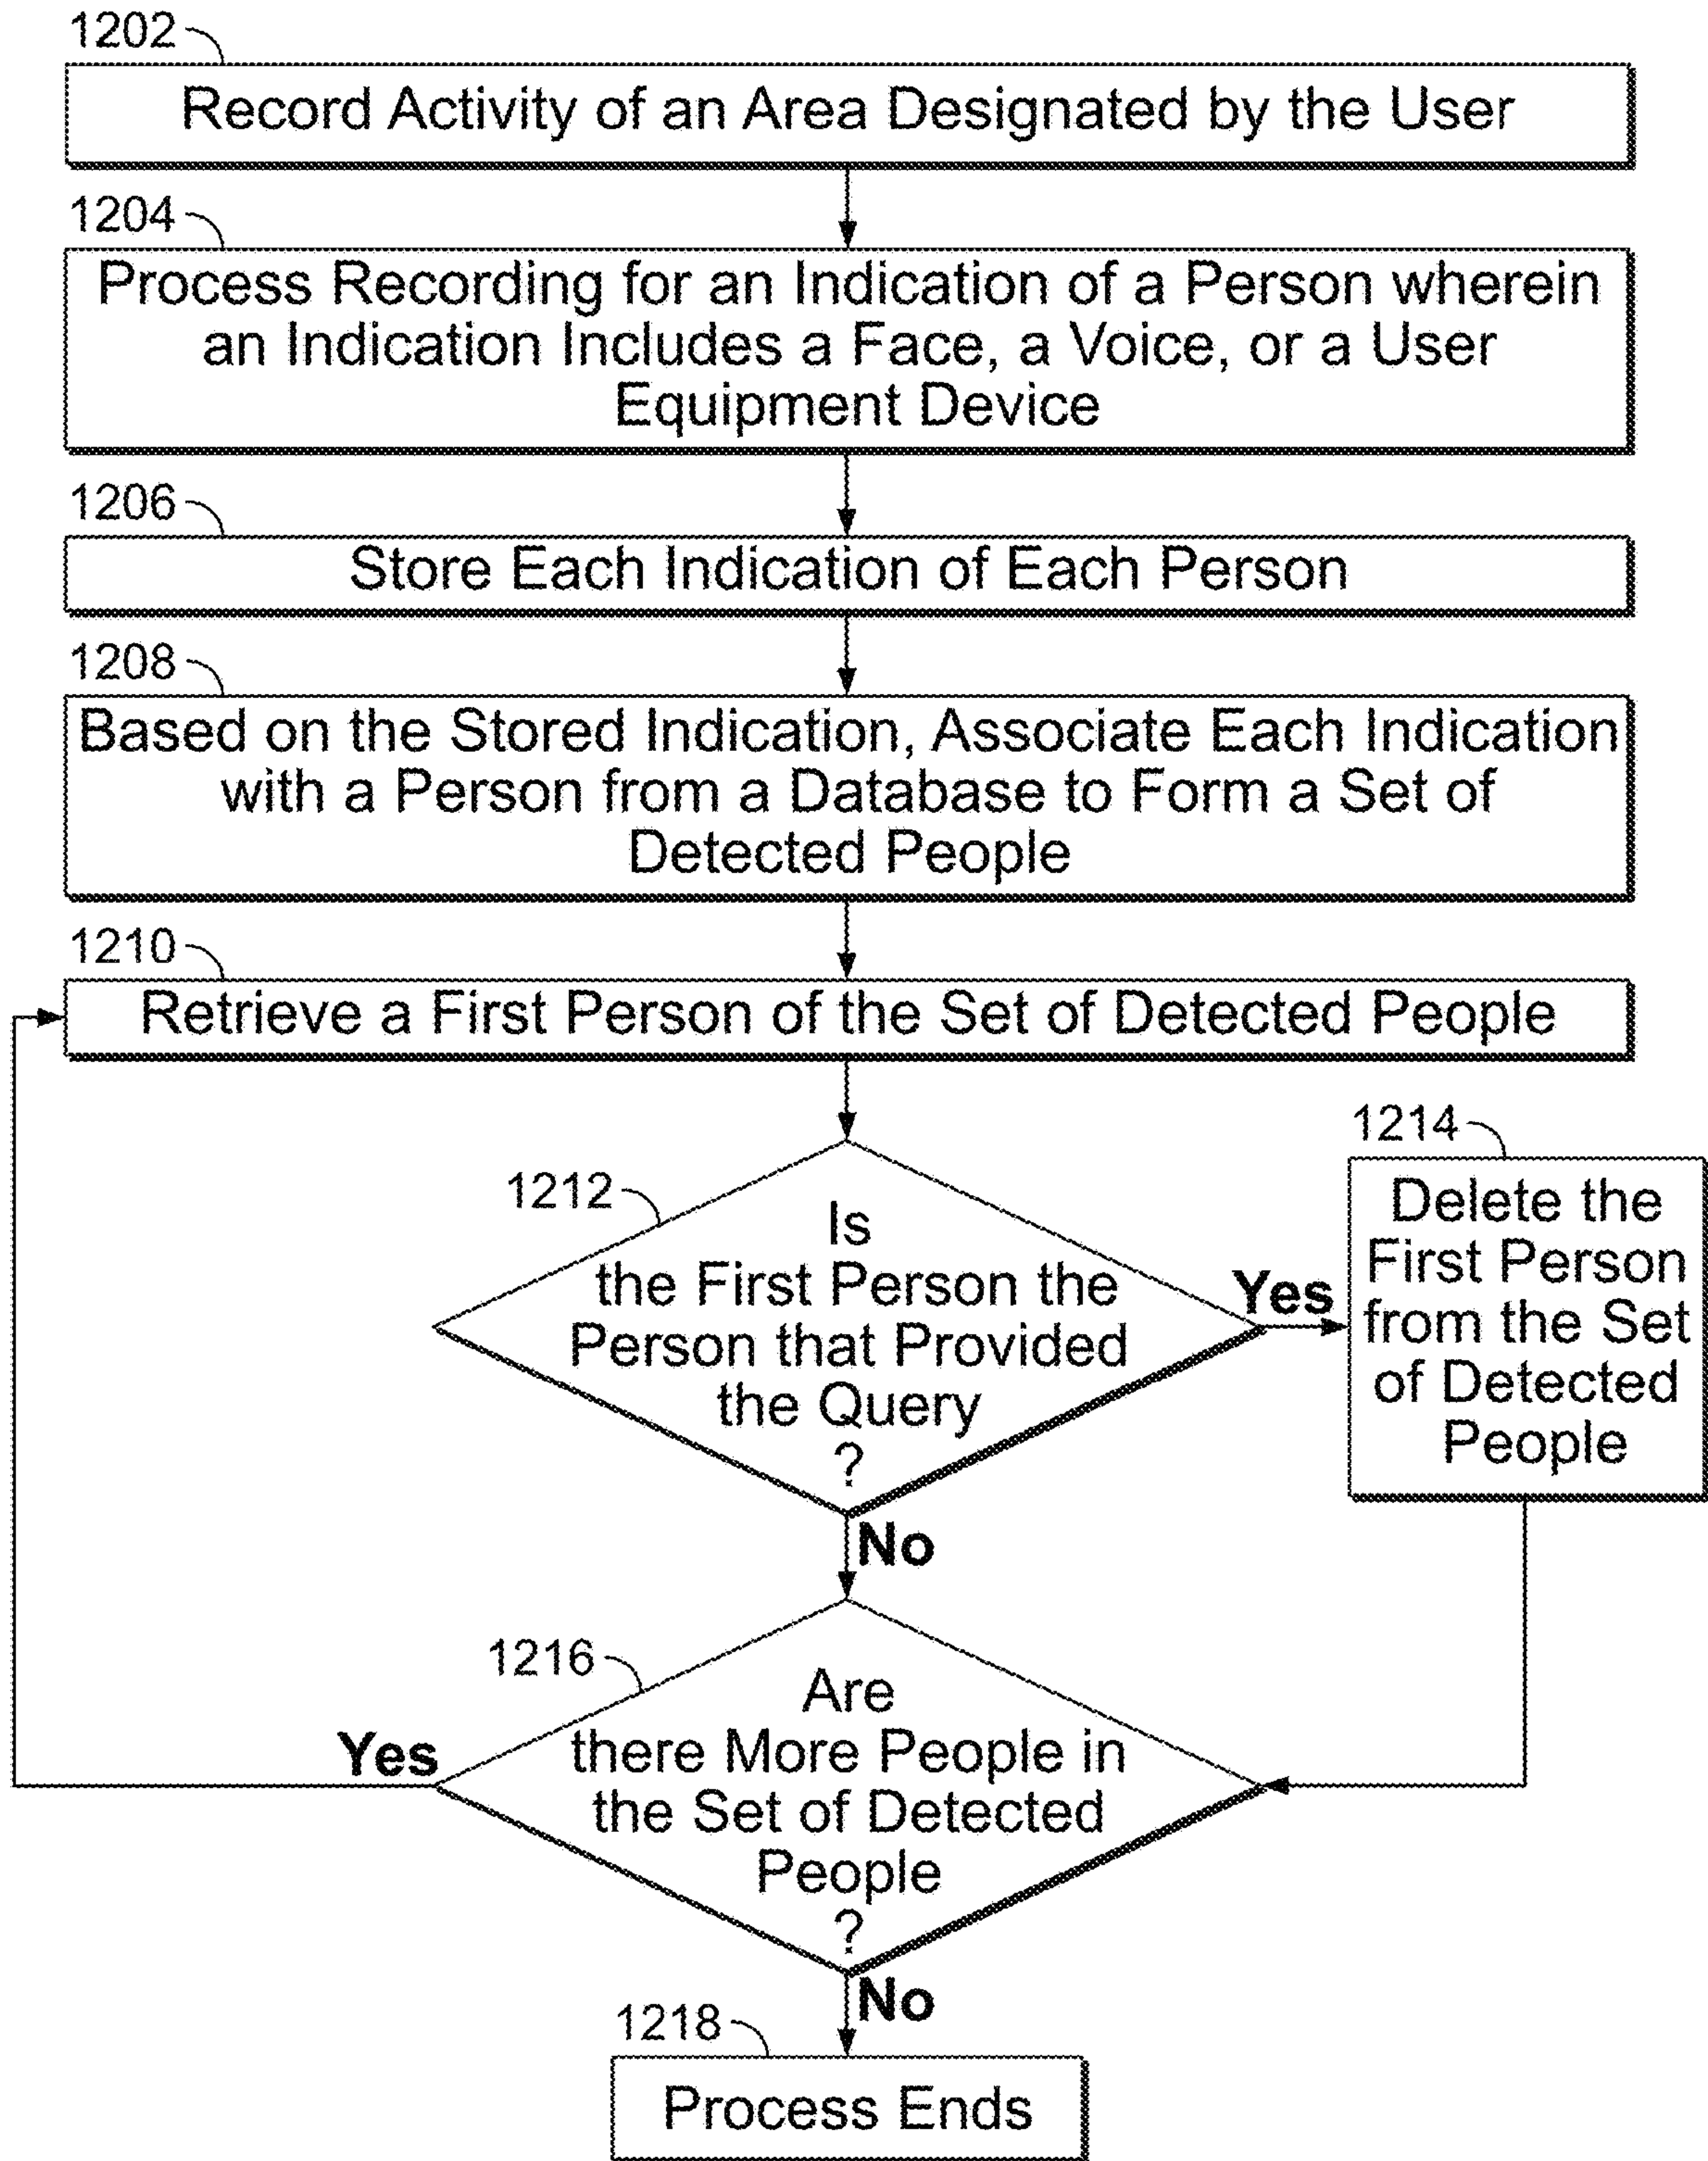 1202
Record Activity of an Area Designated by the User
1204
Process Recording for an Indication of a Person wherein
an Indication Includes a Face, a Voice, or a User
Equipment Device
1206
Store Each Indication of Each Person
1208
Based on the Stored Indication, Associate Each Indication
with a Person from a Database to Form a Set of
Detected People
1210
Retrieve a First Person of the Set of Detected People
1212
Is
the First Person the
Person that Provided
the Query
?
Yes
1214
Delete the
First Person
from the Set
of Detected
People
No
1216
Are
there More People in
the Set of Detected
People
?
Yes
No
1218
Process Ends